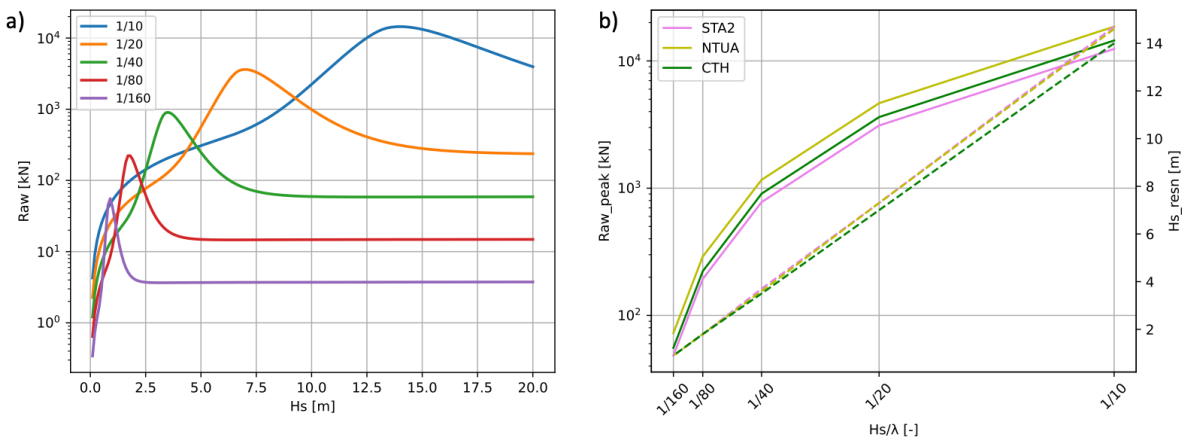 a)
1/10
1/20
1/40
1/80
1/160
10⁴
10³
10²
10¹
10⁰
Raw [kN]
0.0 2.5 5.0 7.5 10.0 12.5 15.0 17.5 20.0
Hs [m]
b)
STA2
NTUA
CTH
10⁴
10³
10²
Raw_peak [kN]
14
12
10
8
6
4
2
Hs_resn [m]
1/160 1/80 1/40 1/20 1/10
Hs/λ [-]